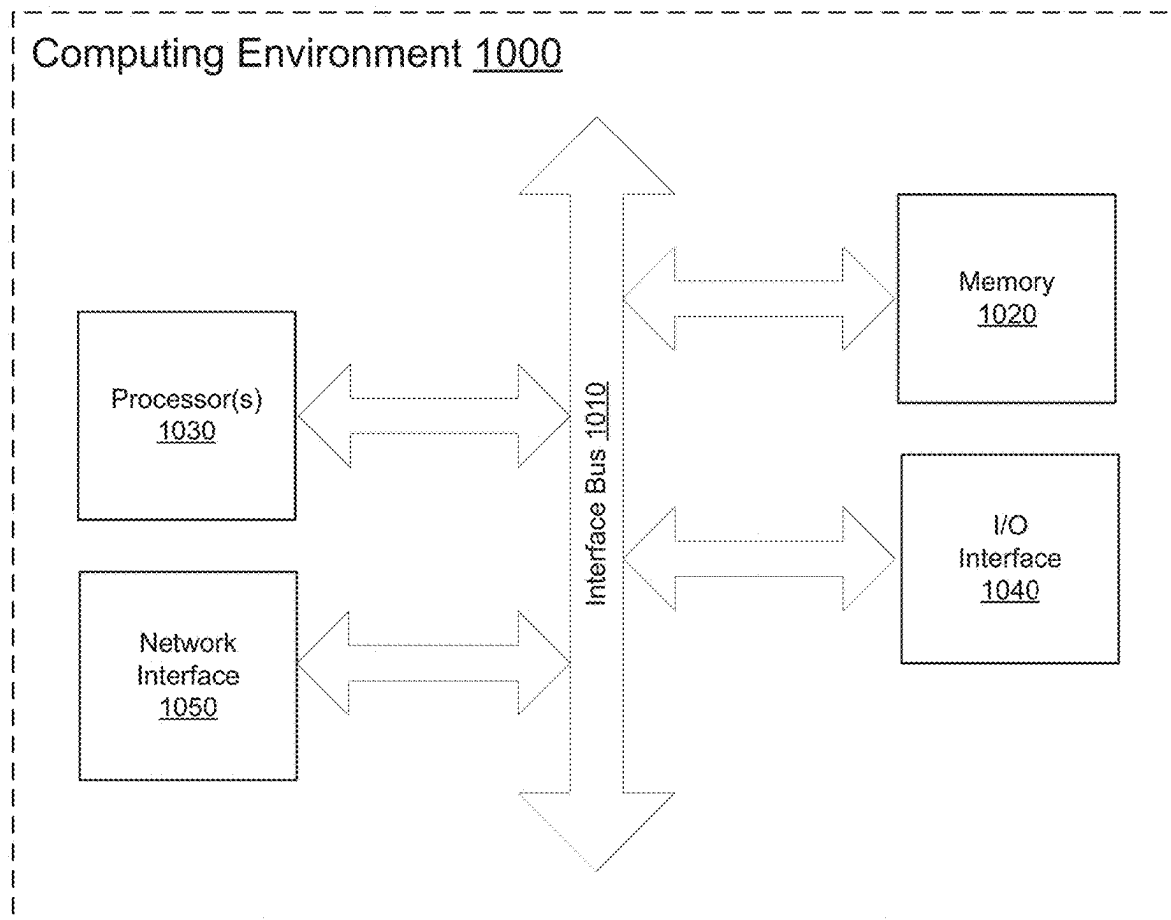 Computing Environment 1000
Memory
1020
Processor(s)
1030
Interface Bus 1010
I/O
Interface
1040
Network
Interface
1050